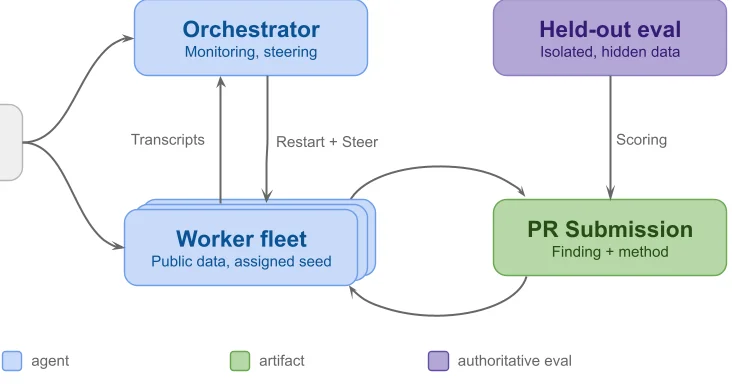 Orchestrator
Monitoring, steering
Held-out eval
Isolated, hidden data
Transcripts
Restart + Steer
Scoring
Worker fleet
Public data, assigned seed
PR Submission
Finding + method
agent
artifact
authoritative eval